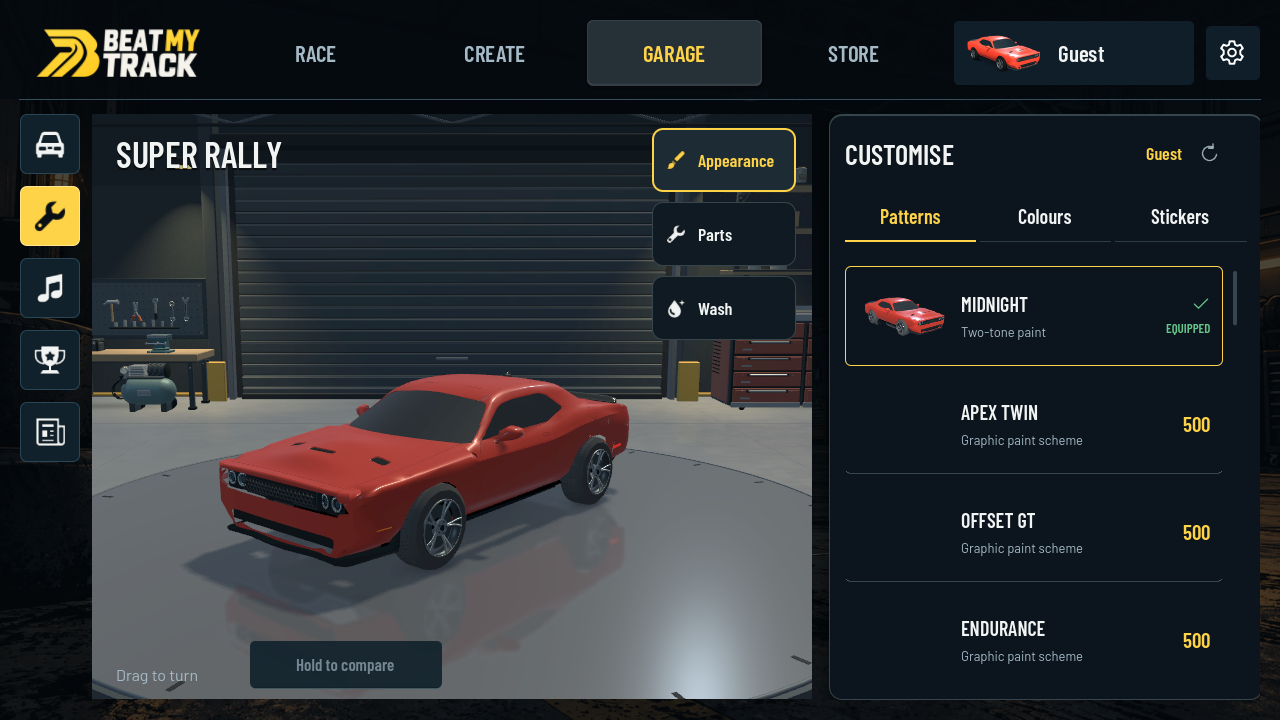 BEATMY
TRACK
RACE
CREATE
GARAGE
STORE
Guest
SUPER RALLY
Appearance
Parts
Wash
Drag to turn
Hold to compare
CUSTOMISE
Guest
Patterns
Colours
Stickers
MIDNIGHT
Two-tone paint
EQUIPPED
APEX TWIN
Graphic paint scheme
500
OFFSET GT
Graphic paint scheme
500
ENDURANCE
Graphic paint scheme
500